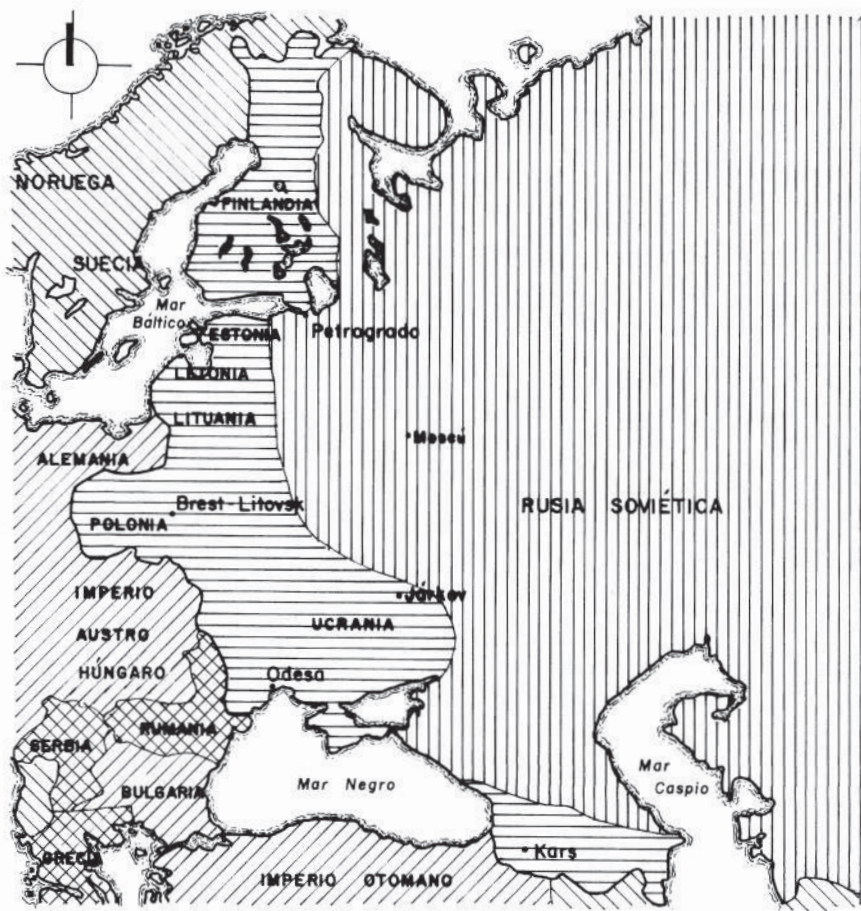 NORUEGA
FINLANDIA
SUECIA
Mar
Báltico
ESTONIA
Petrogrado
LETONIA
LITUANIA
Moscú
ALEMANIA
Brest-Litovsk
POLONIA
RUSIA SOVIÉTICA
IMPERIO
AUSTRO
HÚNGARO
Járkov
UCRANIA
Odesa
RUMANIA
SERBIA
BULGARIA
Mar Negro
Mar
Caspio
GRECIA
Kars
IMPERIO OTOMANO